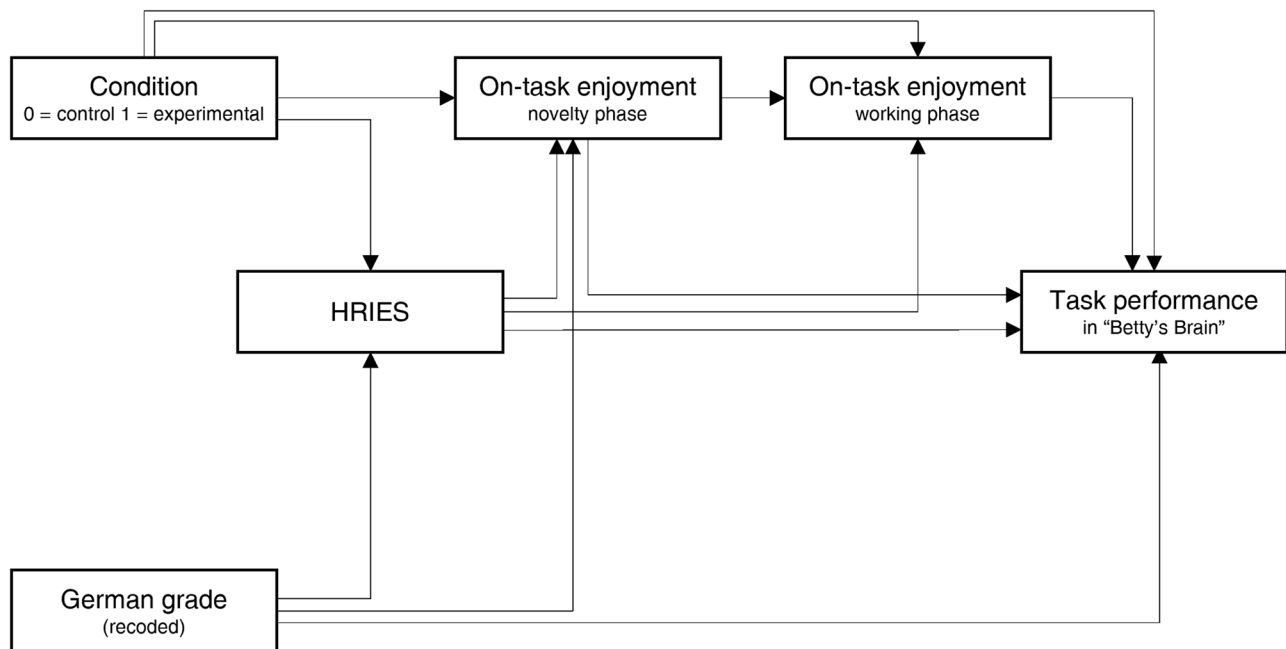 Condition
0 = control 1 = experimental
On-task enjoyment
novelty phase
On-task enjoyment
working phase
HRIES
Task performance
in “Betty’s Brain”
German grade
(recoded)